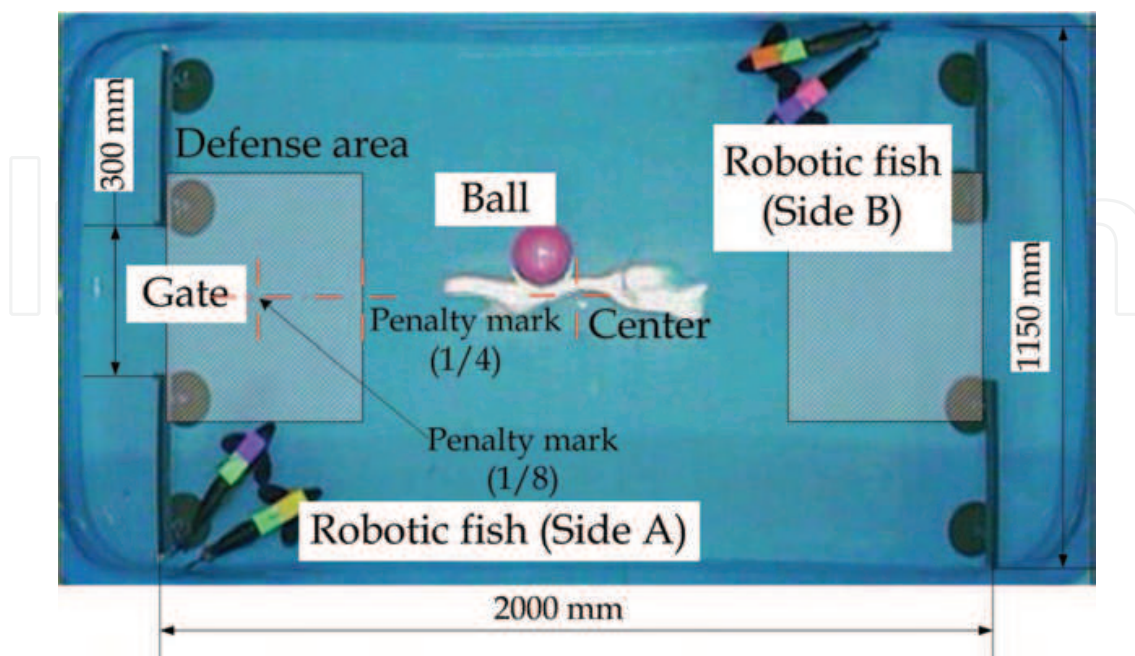 300 mm
Defense area
Ball
Robotic fish
(Side B)
Gate
Penalty mark
(1/4)
Center
1150 mm
Penalty mark
(1/8)
Robotic fish (Side A)
2000 mm